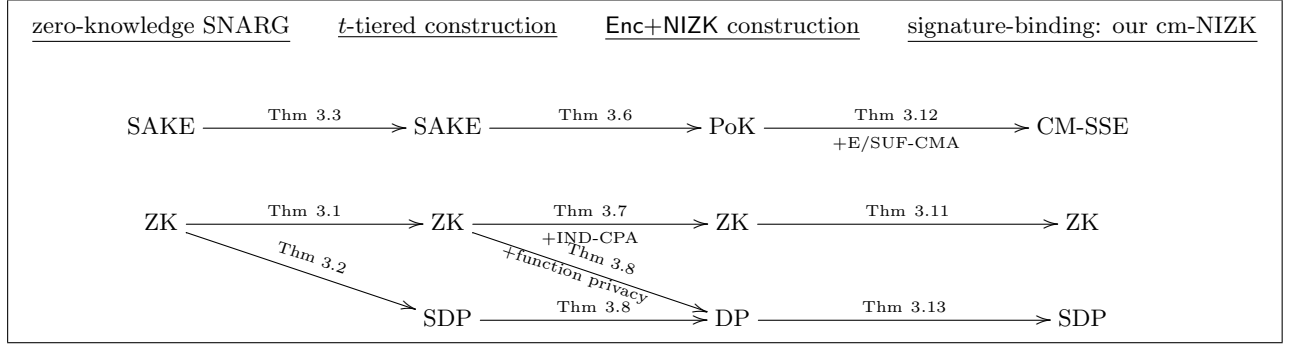 zero-knowledge SNARG t-tiered construction Enc+NIZK construction signature-binding: our cm-NIZK
Thm 3.3 Thm 3.6 Thm 3.12
SAKE SAKE PoK CM-SSE
+E/SUF-CMA
Thm 3.1 Thm 3.7 Thm 3.11
ZK ZK ZK ZK
+IND-CPA
Thm 3.2 Thm 3.8
+function privacy
Thm 3.8 Thm 3.13
SDP DP SDP